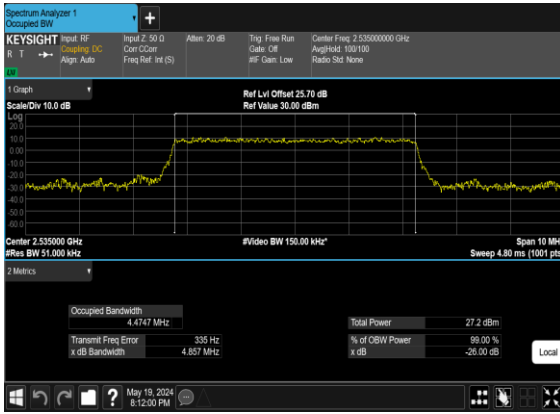 Spectrum Analyzer 1
Occupied BW
KEYSIGHT
R T
LXI
Input: RF
Coupling: DC
Align: Auto
Input Z: 50 Ω
Corr CCorr
Freq Ref: Int (S)
Atten: 20 dB
Trig: Free Run
Gate: Off
#IF Gain: Low
Center Freq: 2.535000000 GHz
Avg|Hold: 100/100
Radio Std: None
1 Graph
Scale/Div 10.0 dB
Ref Lvl Offset 25.70 dB
Ref Value 30.00 dBm
Log
20.0
10.0
0.00
-10.0
-20.0
-30.0
-40.0
-50.0
-60.0
Center 2.535000 GHz
#Res BW 51.000 kHz
#Video BW 150.00 kHz*
Span 10 MH
Sweep 4.80 ms (1001 pts
2 Metrics
Occupied Bandwidth
4.4747 MHz
Transmit Freq Error 335 Hz
x dB Bandwidth 4.857 MHz
Total Power 27.2 dBm
% of OBW Power 99.00 %
x dB -26.00 dB
Local
May 19, 2024
8:12:00 PM